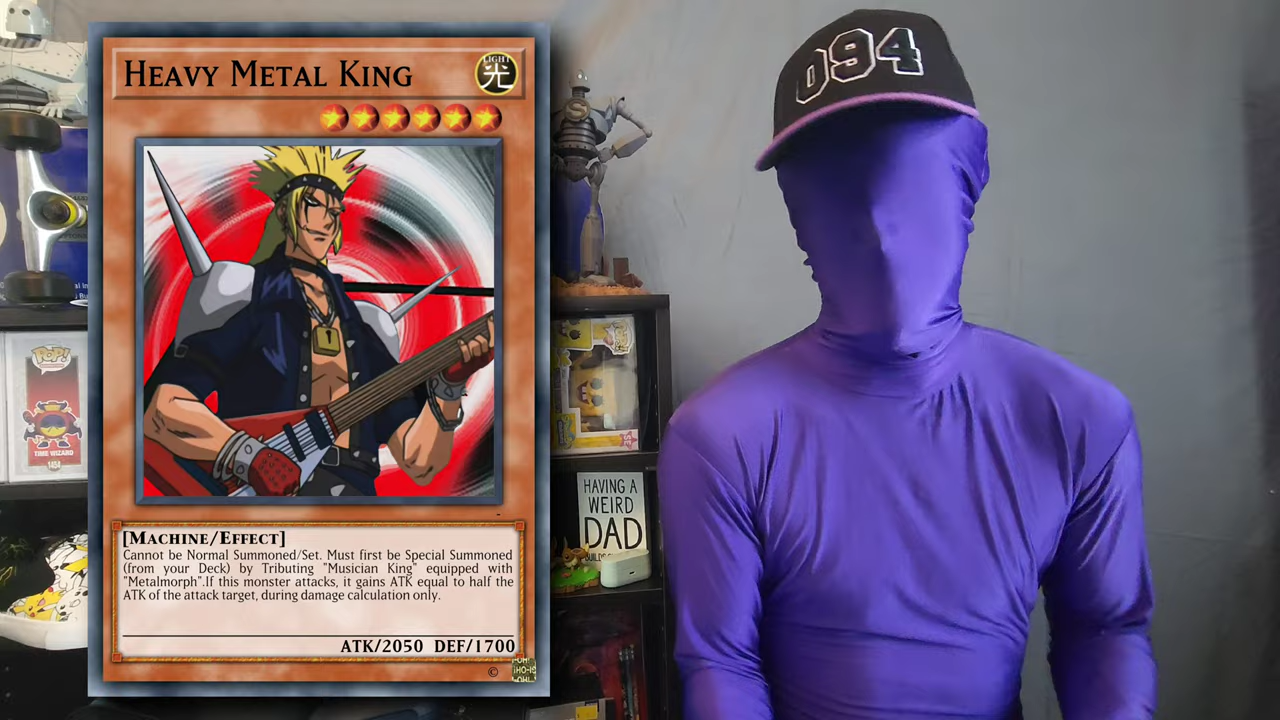 HEAVY METAL KING
LIGHT
光
[MACHINE/EFFECT]
Cannot be Normal Summoned/Set. Must first be Special Summoned
(from your Deck) by Tributing "Musician King" equipped with
"Metalmorph".If this monster attacks, it gains ATK equal to half the
ATK of the attack target, during damage calculation only.
ATK/2050 DEF/1700
©
094
POP!
TIME WIZARD
HAVING A
WEIRD
DAD
BUILDS